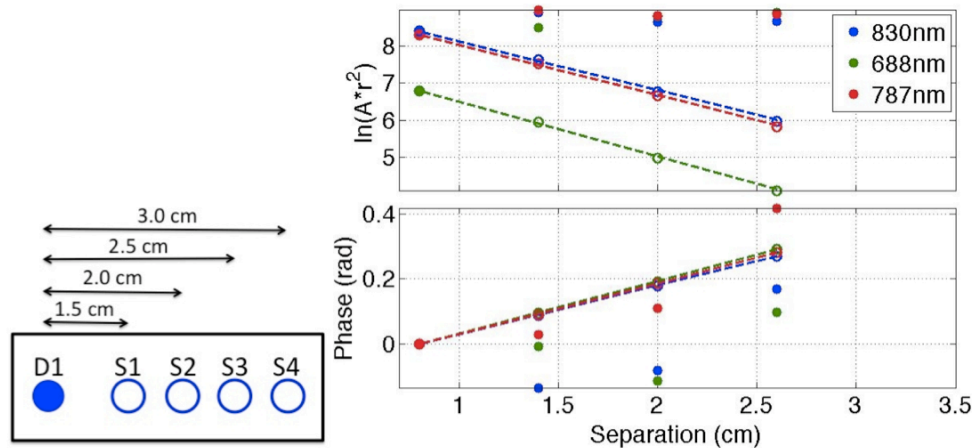 3.0 cm
2.5 cm
2.0 cm
1.5 cm
D1 S1 S2 S3 S4
ln(A*r²)
8
7
6
5
830nm
688nm
787nm
Phase (rad)
0.4
0.2
0
1 1.5 2 2.5 3 3.5
Separation (cm)